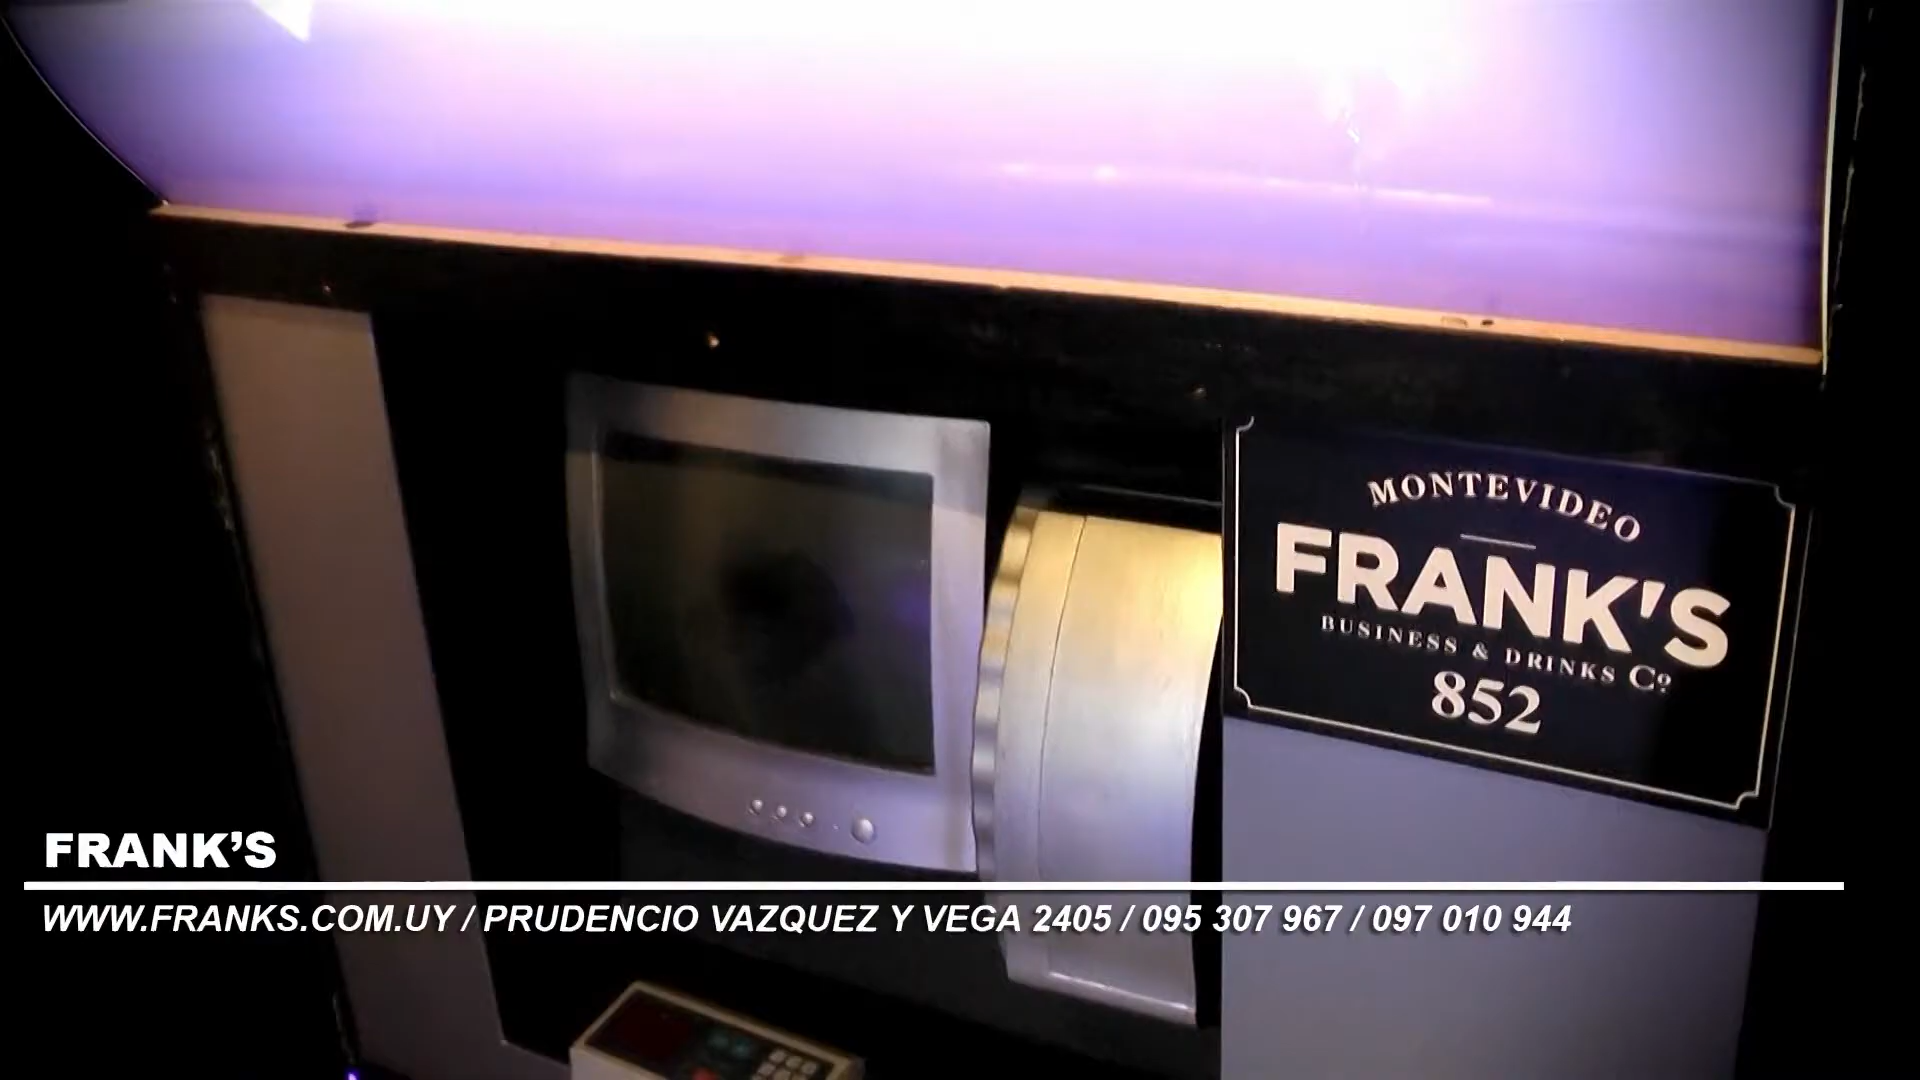 MONTEVIDEO
FRANK'S
BUSINESS & DRINKS Cº
852
FRANK’S
WWW.FRANKS.COM.UY / PRUDENCIO VAZQUEZ Y VEGA 2405 / 095 307 967 / 097 010 944